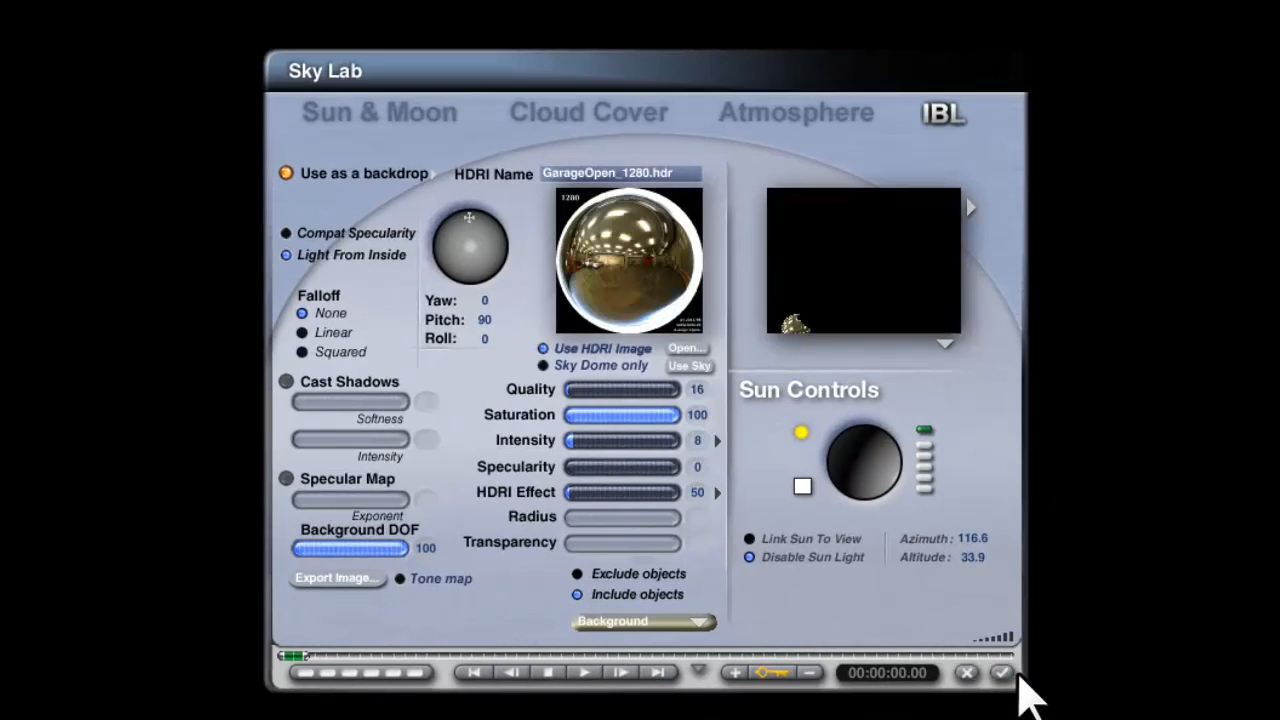 Sky Lab
Sun & Moon Cloud Cover Atmosphere IBL
Use as a backdrop
HDRI Name GarageOpen_1280.hdr
1280
Compat Specularity
Light From Inside
Falloff
None
Linear
Squared
Yaw: 0
Pitch: 90
Roll: 0
Use HDRI Image Open...
Sky Dome only Use Sky
Cast Shadows
Softness
Intensity
Specular Map
Exponent
Background DOF
100
Export Image... Tone map
Quality 16
Saturation 100
Intensity 8
Specularity 0
HDRI Effect 50
Radius
Transparency
Exclude objects
Include objects
Background
Sun Controls
Link Sun To View
Disable Sun Light
Azimuth: 116.6
Altitude: 33.9
00:00:00.00